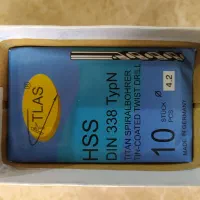 ATLAS
HSS
DIN 338 TypN
TITAN SPIRALBOHRER
TIN-COATED TWIST DRILL
10 STÜCK PCS
Ø 4.2
MADE IN GERMANY